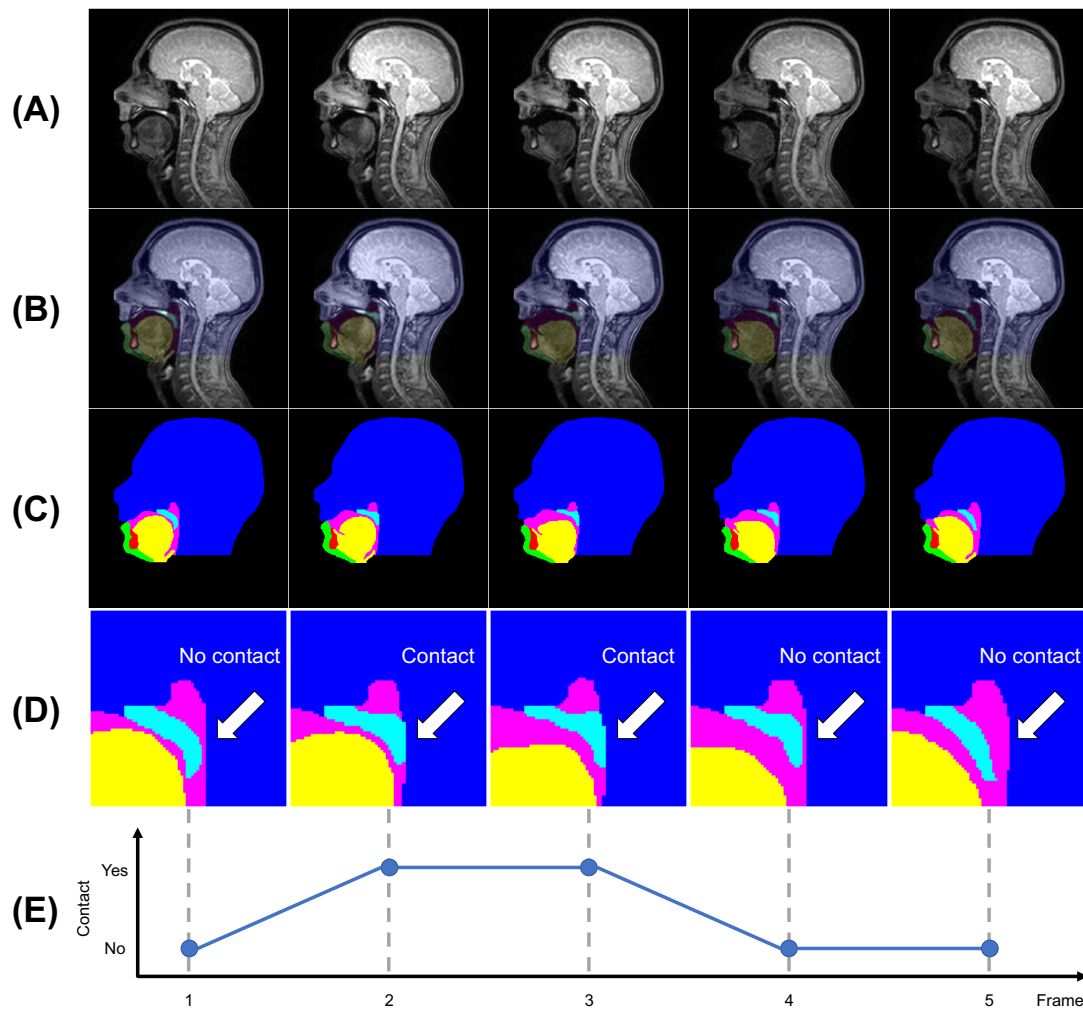 (A)
(B)
(C)
(D)
No contact
Contact
Contact
No contact
No contact
(E)
Contact
Yes
No
1
2
3
4
5
Frame